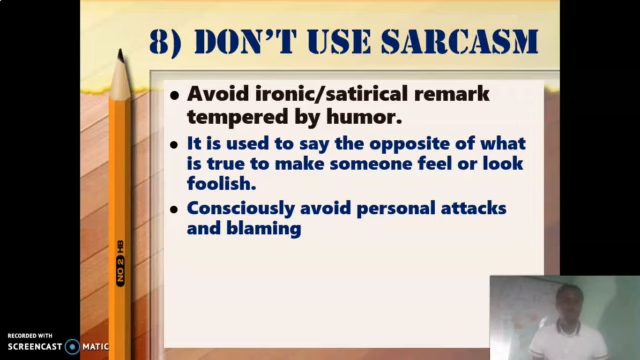 8) DON'T USE SARCASM
• Avoid ironic/satirical remark
tempered by humor.
• It is used to say the opposite of what
is true to make someone feel or look
foolish.
• Consciously avoid personal attacks
and blaming
NO 2 HB
RECORDED WITH
SCREENCAST MATIC